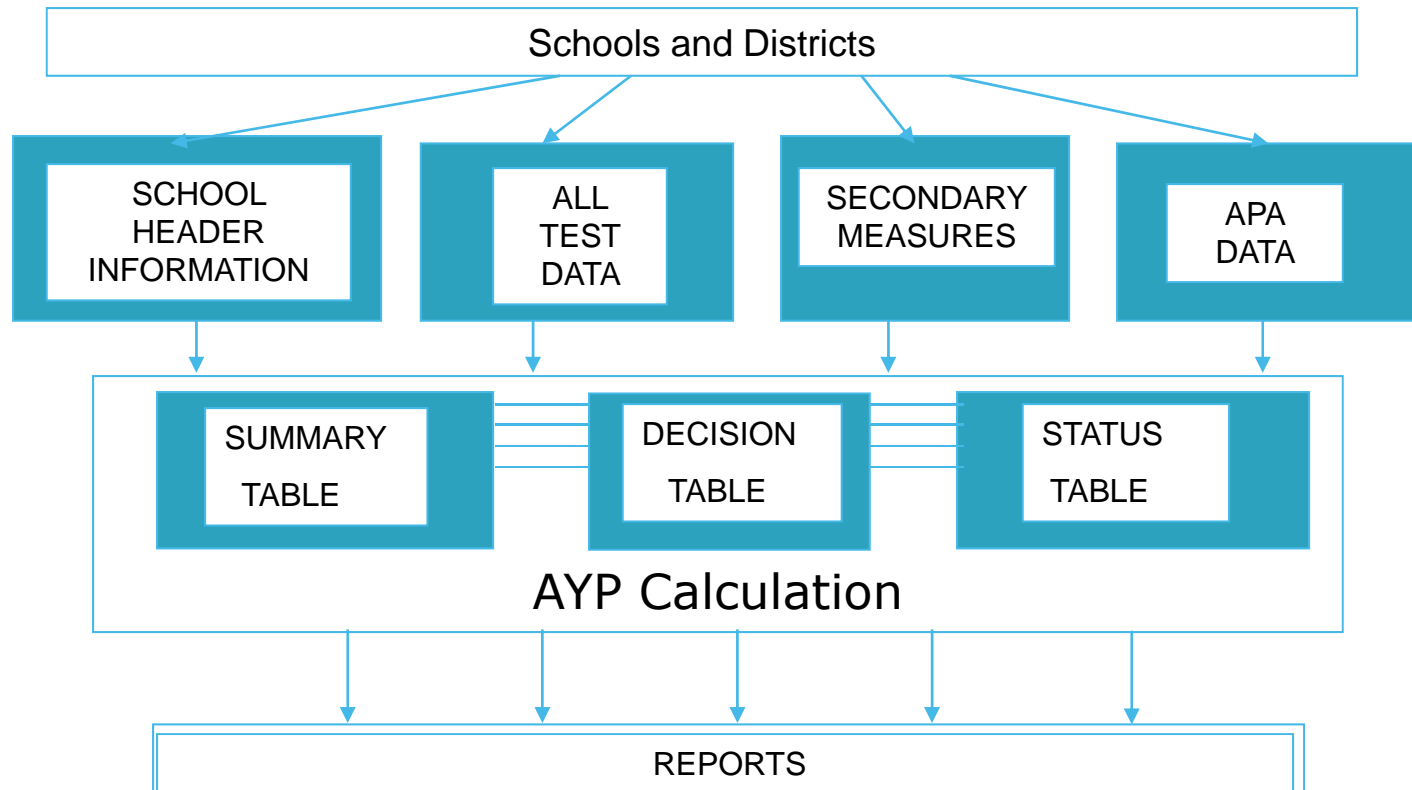 Schools and Districts
SCHOOL
HEADER
INFORMATION
ALL
TEST
DATA
SECONDARY
MEASURES
APA
DATA
SUMMARY
TABLE
DECISION
TABLE
STATUS
TABLE
AYP Calculation
REPORTS